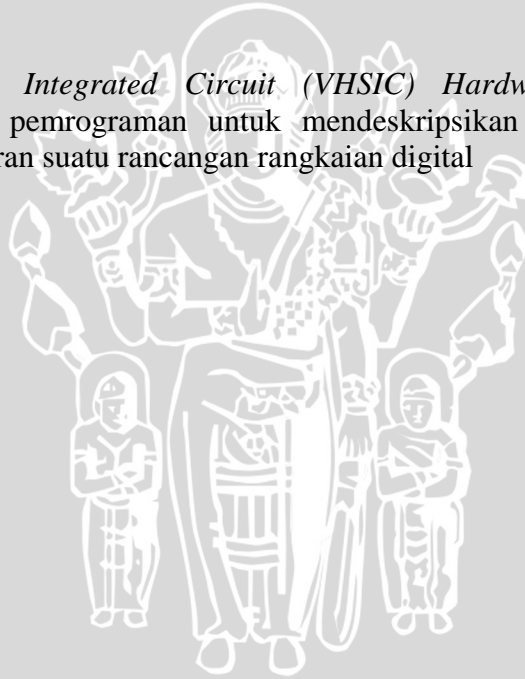 Integrated Circuit (VHSIC) Hardw
pemrograman untuk mendeskripsikan
ran suatu rancangan rangkaian digital